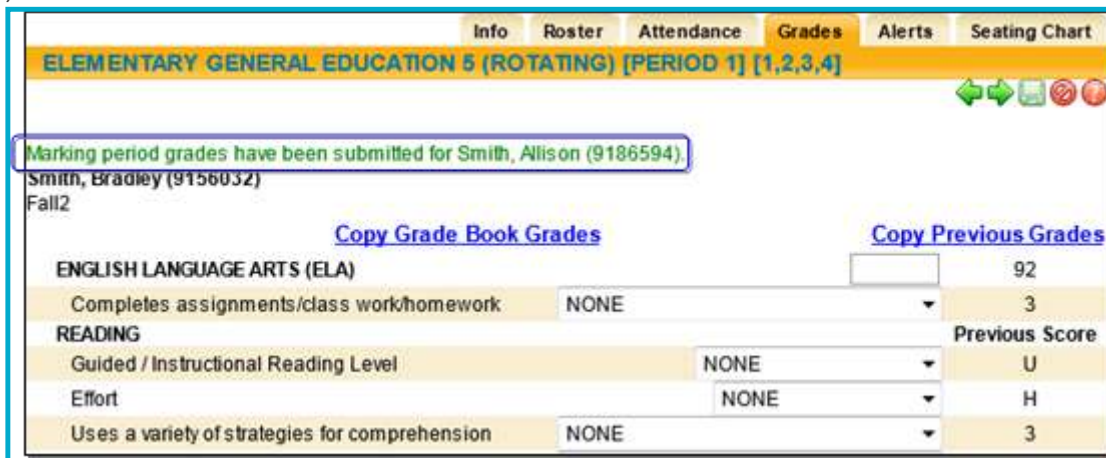 Info Roster Attendance Grades Alerts Seating Chart
ELEMENTARY GENERAL EDUCATION 5 (ROTATING) [PERIOD 1] [1,2,3,4]
Marking period grades have been submitted for Smith, Allison (9186594).
Smith, Bradley (9156032)
Fall2
Copy Grade Book Grades Copy Previous Grades
ENGLISH LANGUAGE ARTS (ELA) 92
Completes assignments/class work/homework NONE 3
READING Previous Score
Guided / Instructional Reading Level NONE U
Effort NONE H
Uses a variety of strategies for comprehension NONE 3